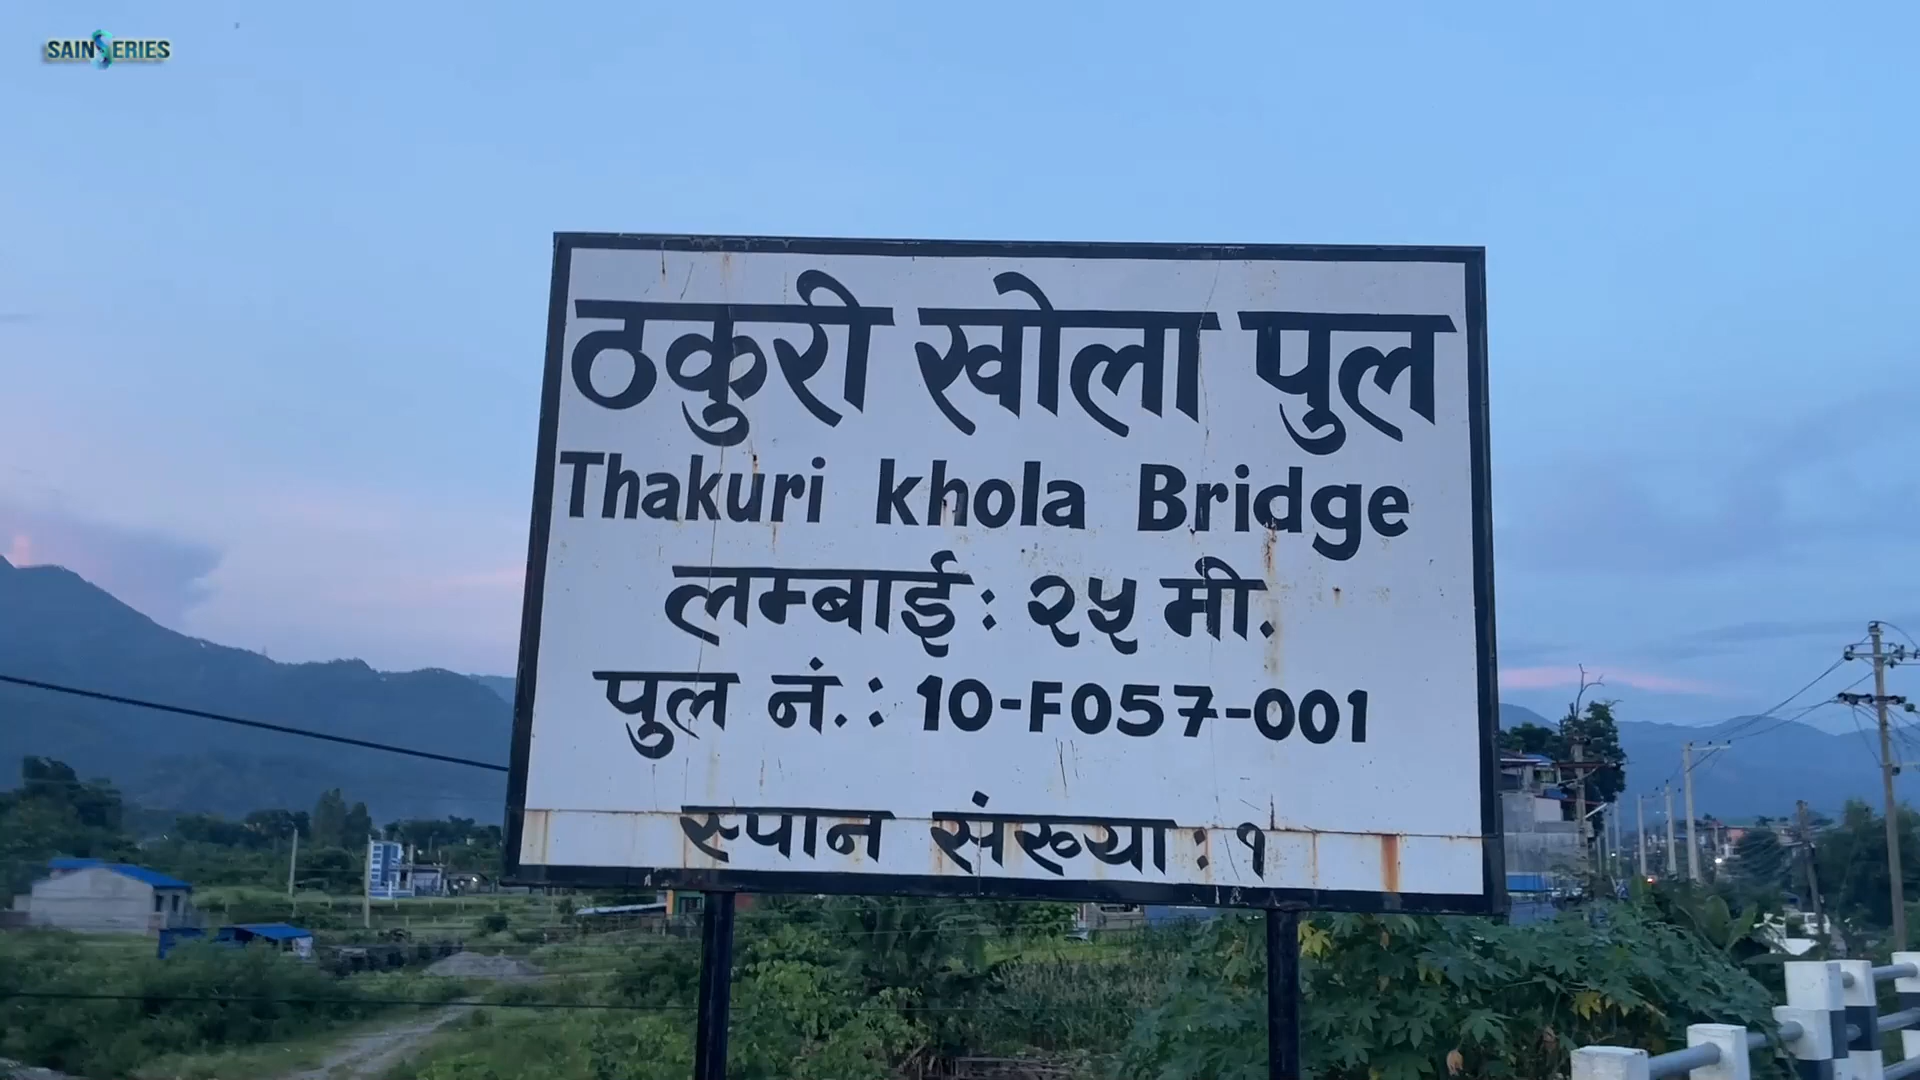 SAINSERIES
ठकुरी खोला पुल
Thakuri khola Bridge
लम्बाई: २५ मी.
पुल नं.: 10-F057-001
स्पान संख्या: १